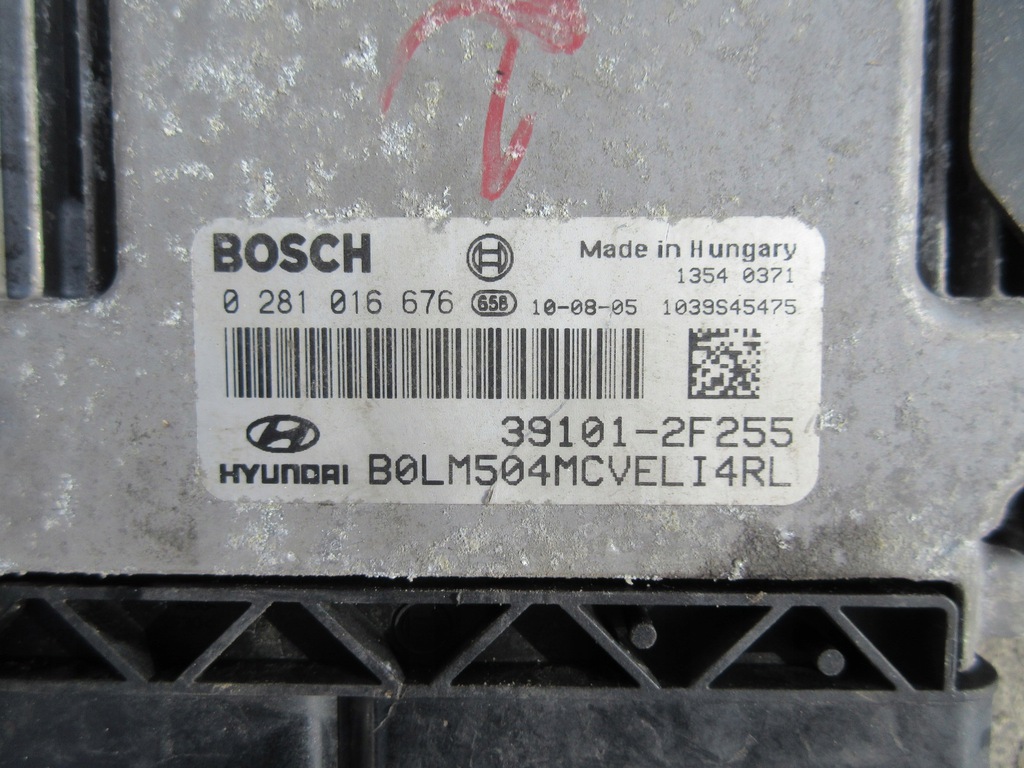 BOSCH Made in Hungary
1354 0371
0 281 016 676 658 10-08-05 1039S45475
39101-2F255
HYUNDAI B0LM504MCVELI4RL